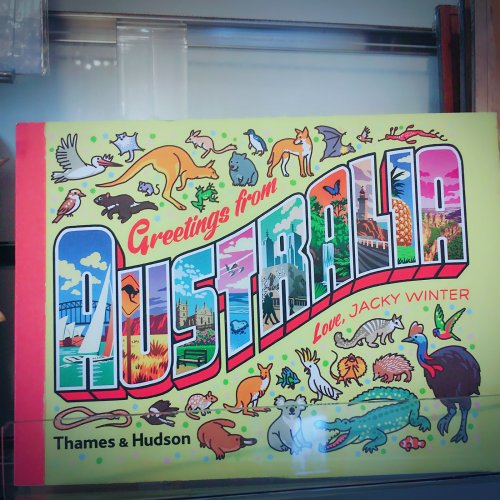 Greetings from
AUSTRALIA
Love, JACKY WINTER
Thames & Hudson